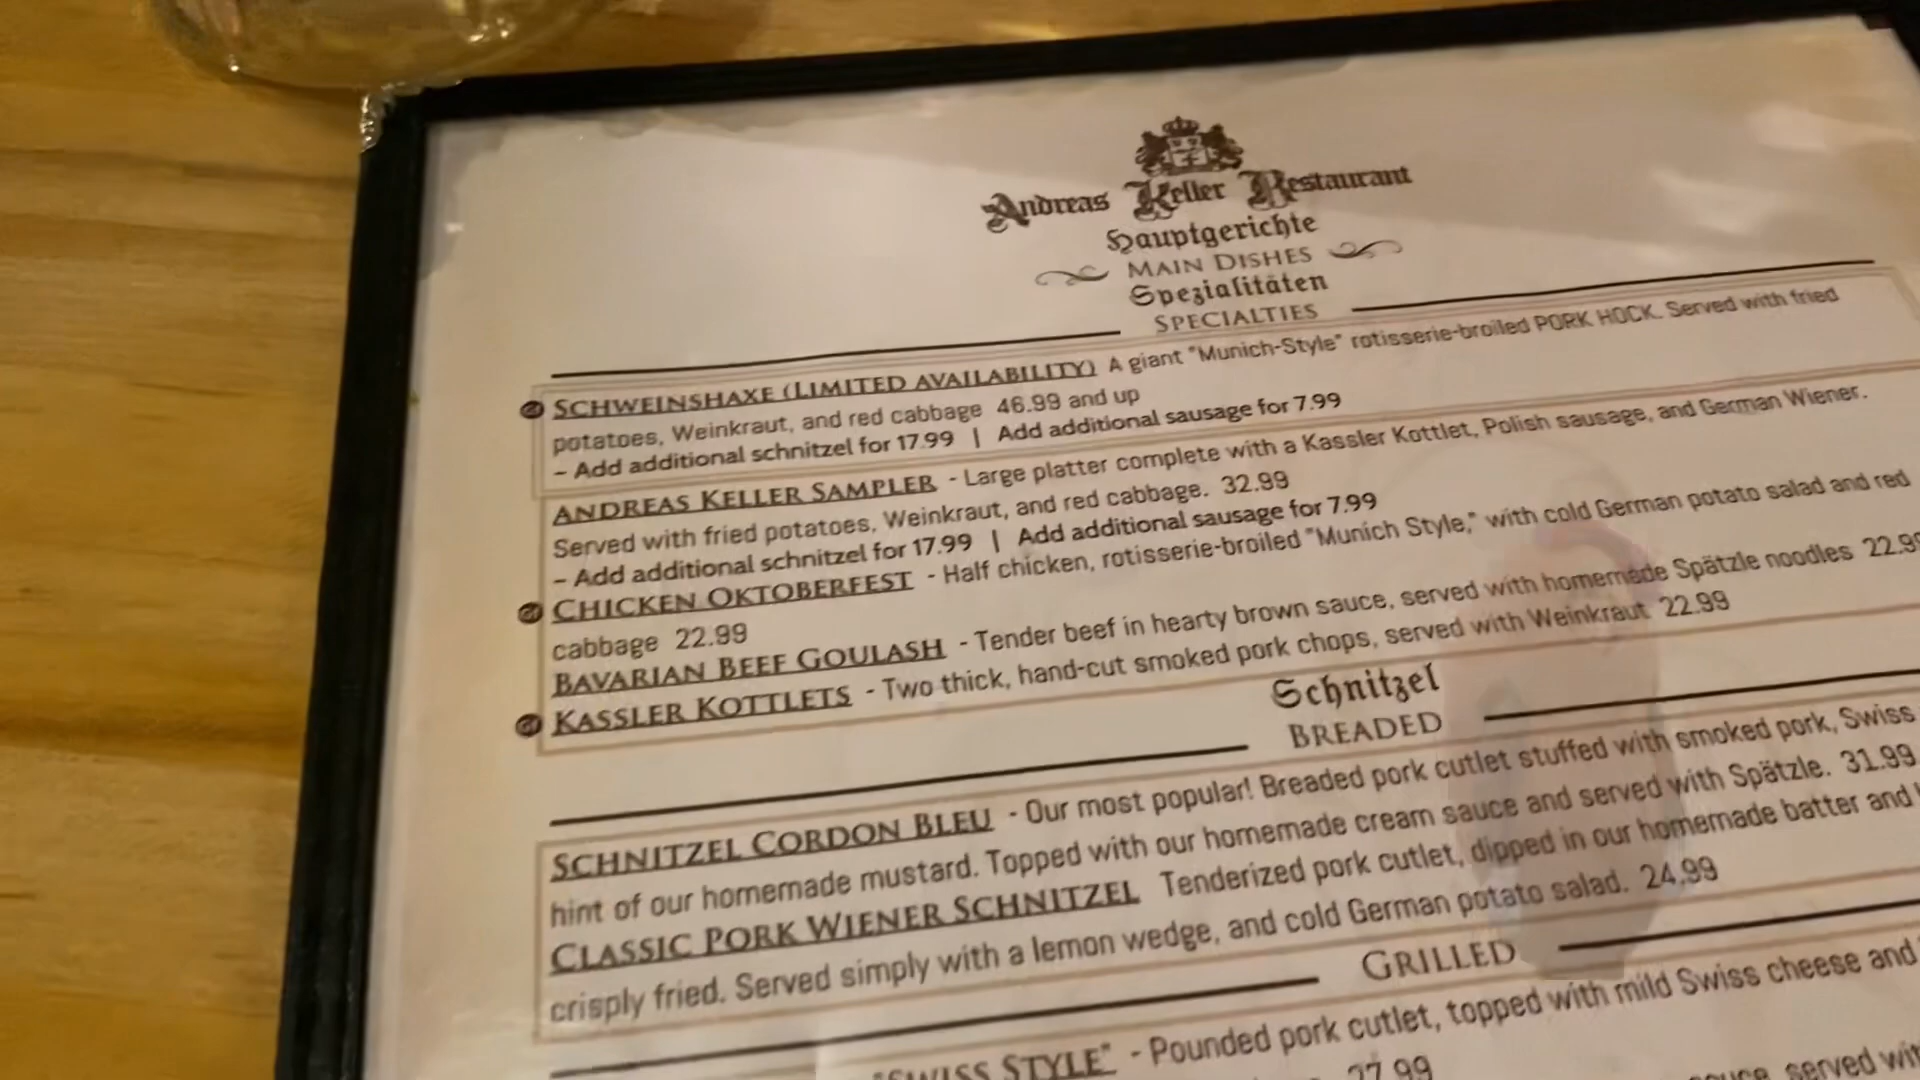 Andreas Keller Restaurant
Hauptgerichte
MAIN DISHES
Spezialitäten
SPECIALTIES
SCHWEINSHAXE (LIMITED AVAILABILITY) A giant "Munich-Style" rotisserie-broiled PORK HOCK. Served with fried
potatoes, Weinkraut, and red cabbage 46.99 and up
– Add additional schnitzel for 17.99 | Add additional sausage for 7.99
ANDREAS KELLER SAMPLER - Large platter complete with a Kassler Kottlet, Polish sausage, and German Wiener.
Served with fried potatoes, Weinkraut, and red cabbage. 32.99
– Add additional schnitzel for 17.99 | Add additional sausage for 7.99
CHICKEN OKTOBERFEST - Half chicken, rotisserie-broiled "Munich Style," with cold German potato salad and red
cabbage 22.99
BAVARIAN BEEF GOULASH - Tender beef in hearty brown sauce, served with homemade Spätzle noodles 22.99
KASSLER KOTTLETS - Two thick, hand-cut smoked pork chops, served with Weinkraut 22.99
Schnitzel
BREADED
SCHNITZEL CORDON BLEU - Our most popular! Breaded pork cutlet stuffed with smoked pork, Swiss
hint of our homemade mustard. Topped with our homemade cream sauce and served with Spätzle. 31.99
CLASSIC PORK WIENER SCHNITZEL Tenderized pork cutlet, dipped in our homemade batter and
crisply fried. Served simply with a lemon wedge, and cold German potato salad. 24.99
GRILLED
"SWISS STYLE" - Pounded pork cutlet, topped with mild Swiss cheese and
27.99
served